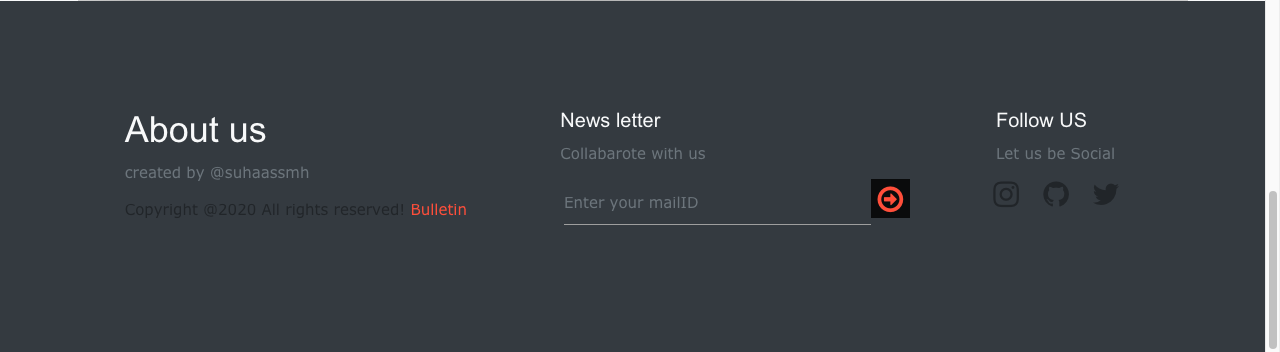 About us
created by @suhaassmh
Copyright @2020 All rights reserved! Bulletin
News letter
Collabarote with us
Enter your mailID
Follow US
Let us be Social